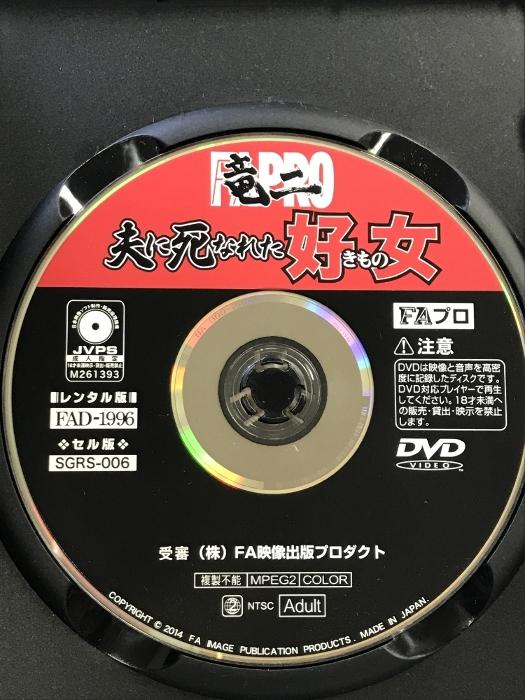 FAPRO
竜二
夫に死なれた好きもの女
JVPS
成人指定
M261393
レンタル版
FAD-1996
❖セル版❖
SGRS-006
FAプロ
⚠注意
DVDは映像と音声を高密
度に記録したディスクです。
DVD対応プレイヤーで再生
してください。18才未満へ
の販売・貸出・映示を禁止
します。
DVD
VIDEO
受審（株）FA映像出版プロダクト
複製不能 MPEG2 COLOR
2 NTSC Adult
COPYRIGHT © 2014 FA IMAGE PUBLICATION PRODUCTS. MADE IN JAPAN.